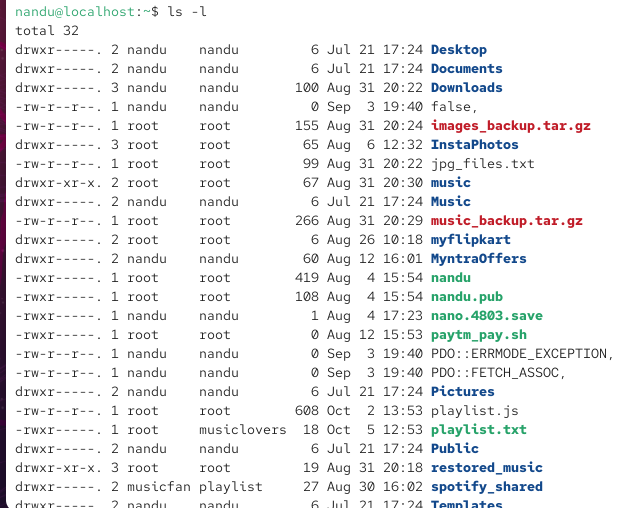 nandu@localhost:~$ ls -l
total 32
drwxr-----. 2 nandu    nandu         6 Jul 21 17:24 Desktop
drwxr-----. 2 nandu    nandu         6 Jul 21 17:24 Documents
drwxr-----. 3 nandu    nandu       100 Aug 31 20:22 Downloads
-rw-r--r--. 1 nandu    nandu         0 Sep  3 19:40 false,
-rw-r--r--. 1 root     root        155 Aug 31 20:24 images_backup.tar.gz
drwxr-----. 3 root     root         65 Aug  6 12:32 InstaPhotos
-rw-r--r--. 1 root     root         99 Aug 31 20:22 jpg_files.txt
drwxr-xr-x. 2 root     root         67 Aug 31 20:30 music
drwxr-----. 2 nandu    nandu         6 Jul 21 17:24 Music
-rw-r--r--. 1 root     root        266 Aug 31 20:29 music_backup.tar.gz
drwxr-----. 2 root     root          6 Aug 26 10:18 myflipkart
drwxr-----. 2 nandu    nandu        60 Aug 12 16:01 MyntraOffers
-rwxr-----. 1 root     root        419 Aug  4 15:54 nandu
-rwxr-----. 1 root     root        108 Aug  4 15:54 nandu.pub
-rwxr-----. 1 nandu    nandu         1 Aug  4 17:23 nano.4803.save
-rwxr-----. 1 root     root          0 Aug 12 15:53 paytm_pay.sh
-rw-r--r--. 1 nandu    nandu         0 Sep  3 19:40 PDO::ERRMODE_EXCEPTION,
-rw-r--r--. 1 nandu    nandu         0 Sep  3 19:40 PDO::FETCH_ASSOC,
drwxr-----. 2 nandu    nandu         6 Jul 21 17:24 Pictures
-rw-r--r--. 1 root     root        608 Oct  2 13:53 playlist.js
-rwxr-----. 1 root     musiclovers  18 Oct  5 12:53 playlist.txt
drwxr-----. 2 nandu    nandu         6 Jul 21 17:24 Public
drwxr-xr-x. 3 root     root         19 Aug 31 20:18 restored_music
drwxr-----. 2 musicfan playlist     27 Aug 30 16:02 spotify_shared
drwxr-----. 2 nandu    nandu         6 Jul 21 17:24 Templates